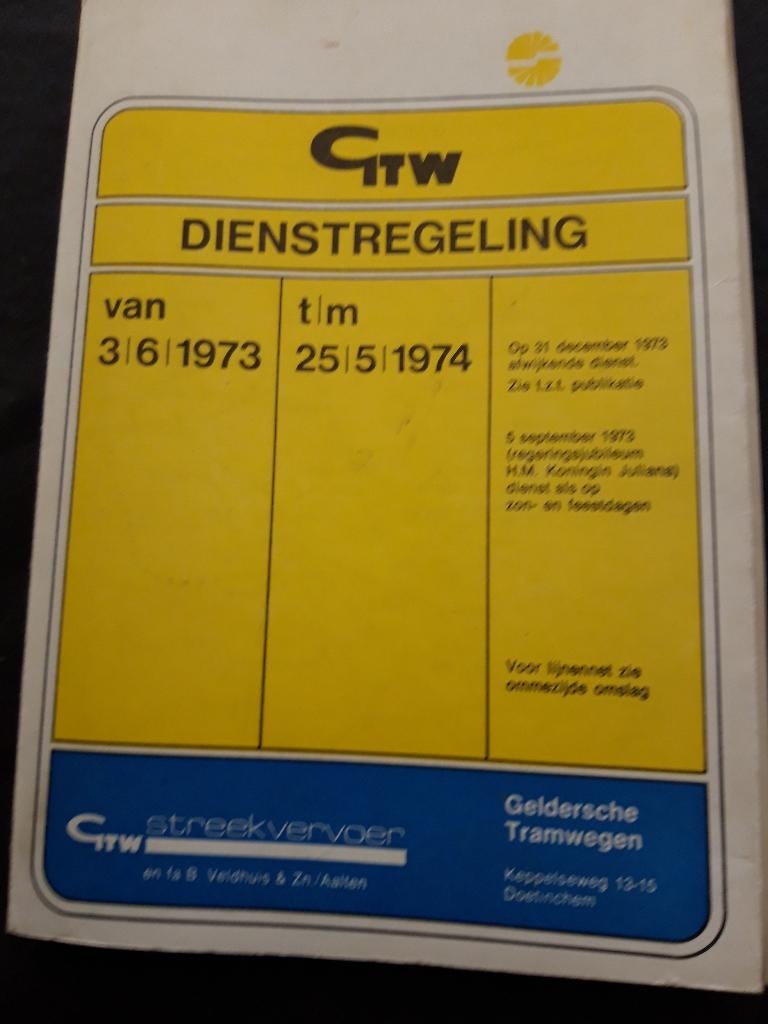 GTW
DIENSTREGELING
van
3|6|1973
t|m
25|5|1974
Op 31 december 1973
afwijkende dienst.
Zie t.z.t. publikatie
5 september 1973
(regeringsjubileum
H.M. Koningin Juliana)
dienst als op
zon- en feestdagen
Voor lijnennet zie
ommezijde omslag
GTW streekvervoer
en fa B. Veldhuis & Zn./Aalten
Geldersche
Tramwegen
Keppelseweg 13-15
Doetinchem